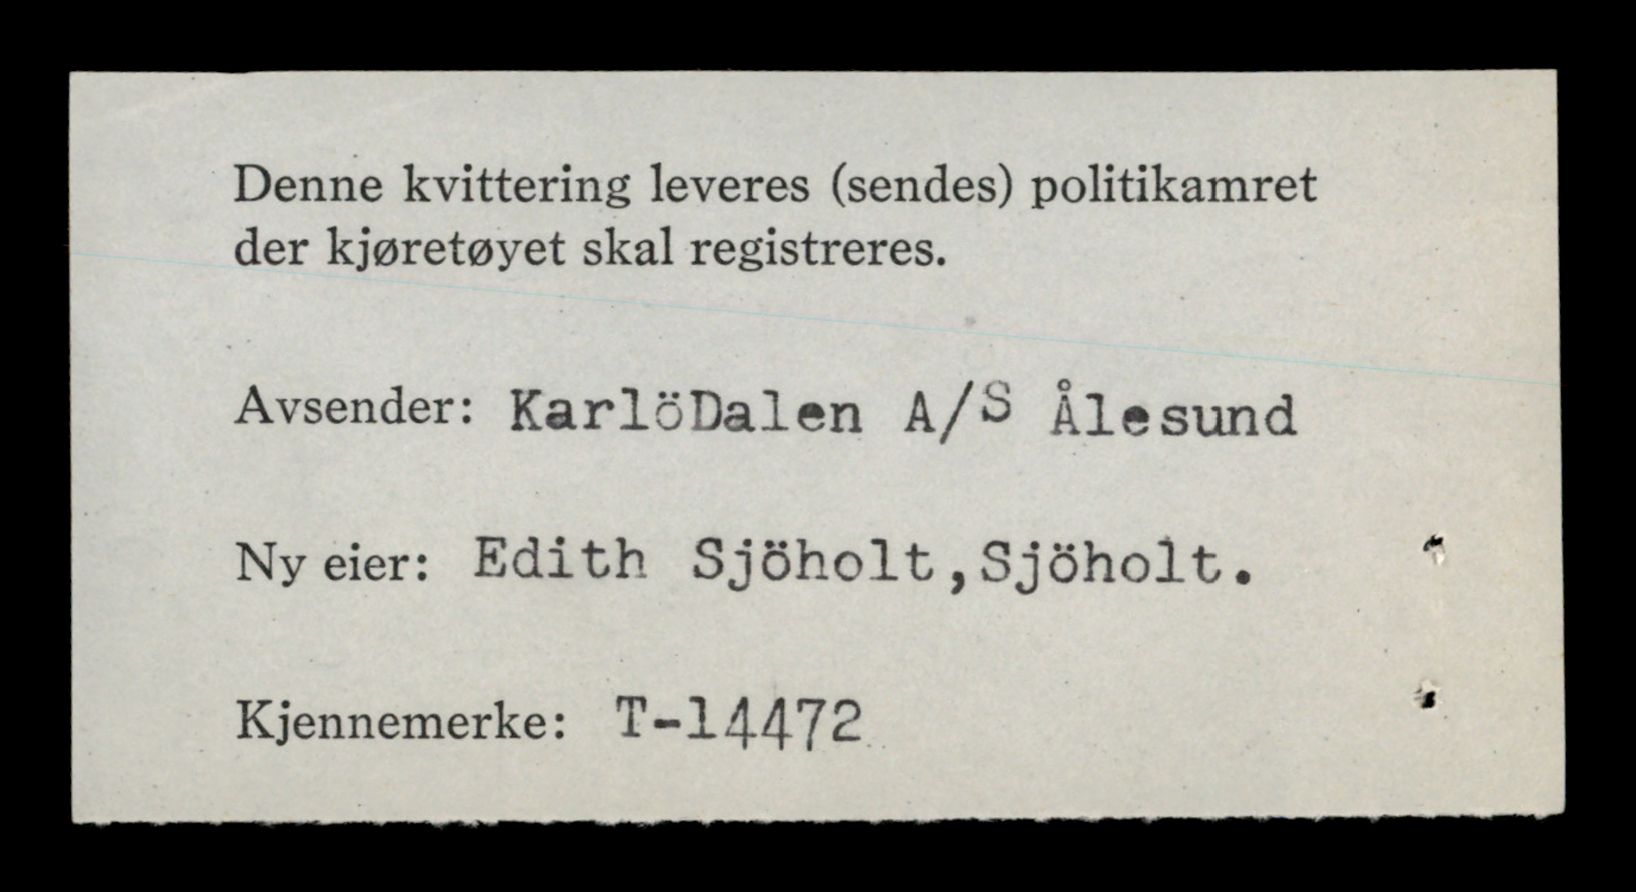 Denne kvittering leveres (sendes) politikamret
der kjøretøyet skal registreres.
Avsender: KarlöDalen A/S Ålesund
Ny eier: Edith Sjöholt,Sjöholt.
Kjennemerke: T-14472